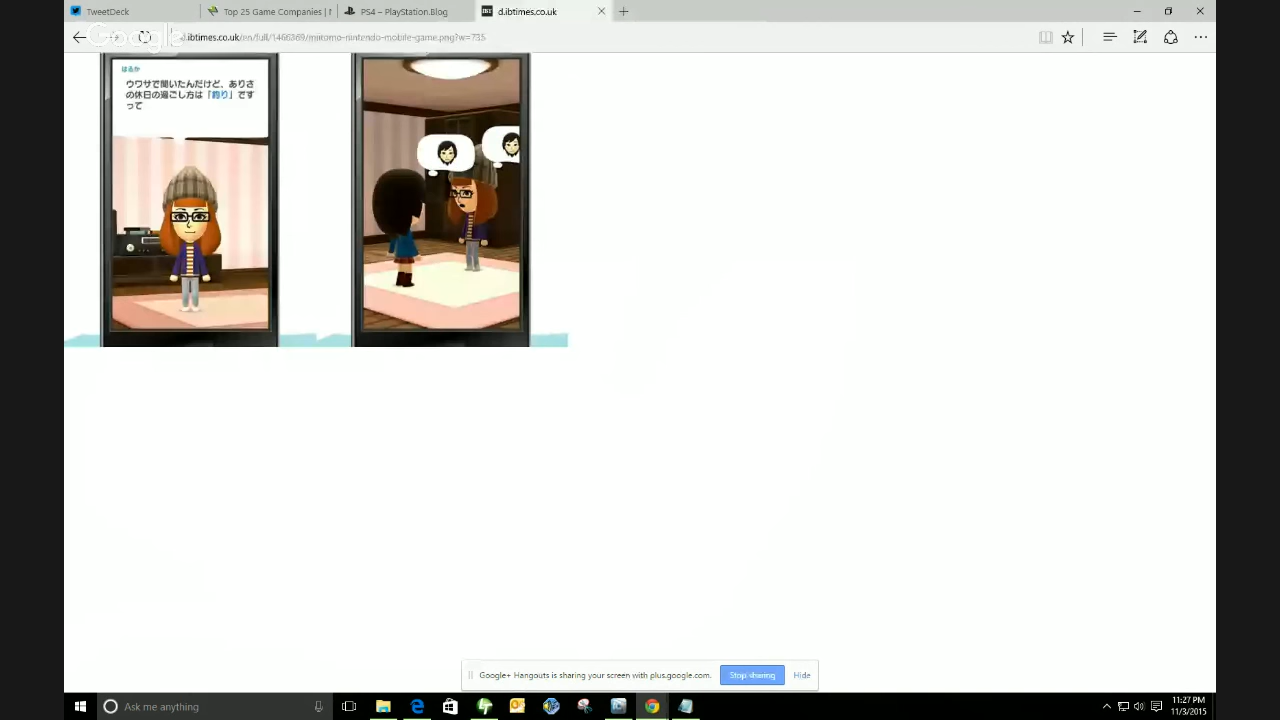 TweetDeck
Top 25 Game Companies |
PS4 – PlayStation.Blog
IBT
d.ibtimes.co.uk
Google
d.ibtimes.co.uk/en/full/1466369/miitomo-nintendo-mobile-game.png?w=735
はるか
ウワサで聞いたんだけど、ありさ
の休日の過ごし方は「釣り」です
って
Google+ Hangouts is sharing your screen with plus.google.com.
Stop sharing
Hide
Ask me anything
11:27 PM
11/3/2015